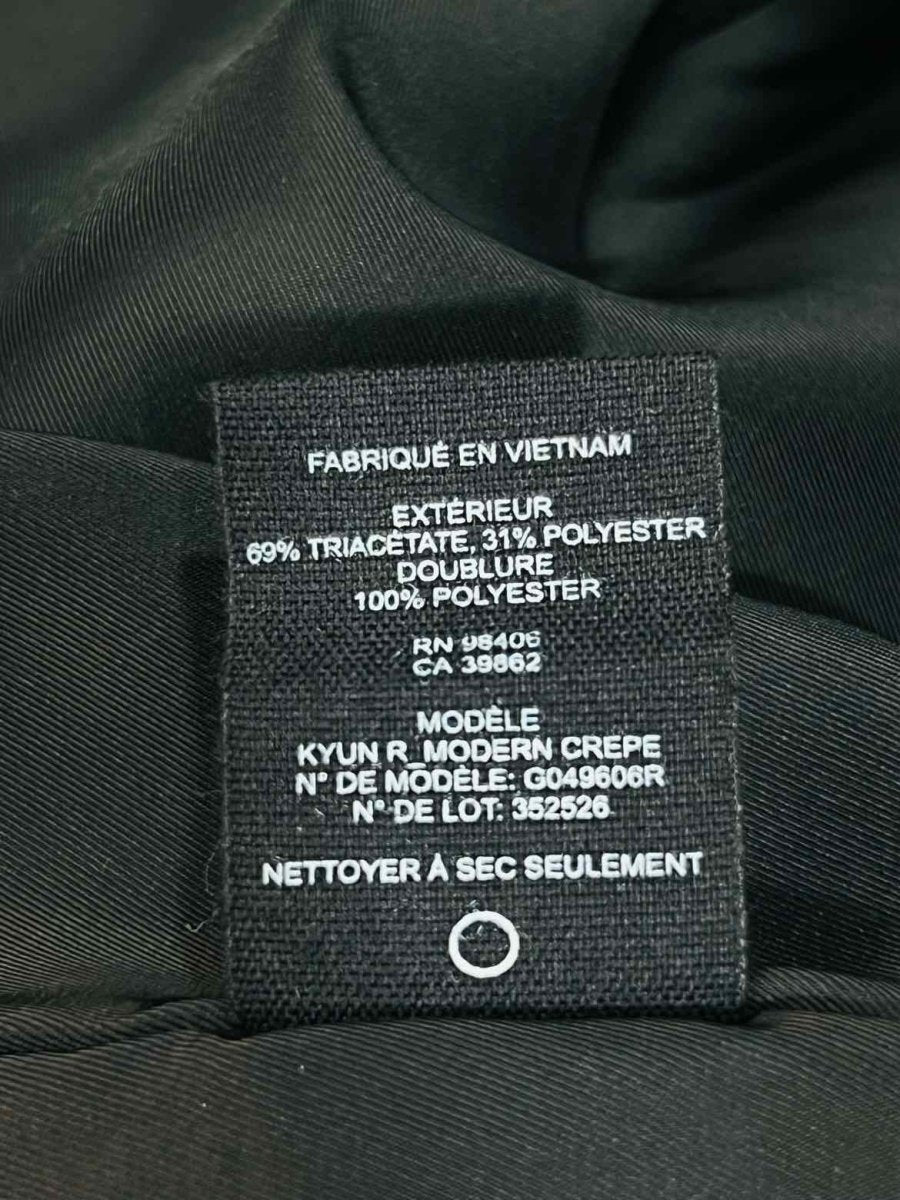 FABRIQUÉ EN VIETNAM
EXTÉRIEUR
69% TRIACÉTATE, 31% POLYESTER
DOUBLURE
100% POLYESTER
RN 98406
CA 39862
MODÈLE
KYUN R_MODERN CREPE
N° DE MODÈLE: G049606R
N° DE LOT: 352526
NETTOYER À SEC SEULEMENT